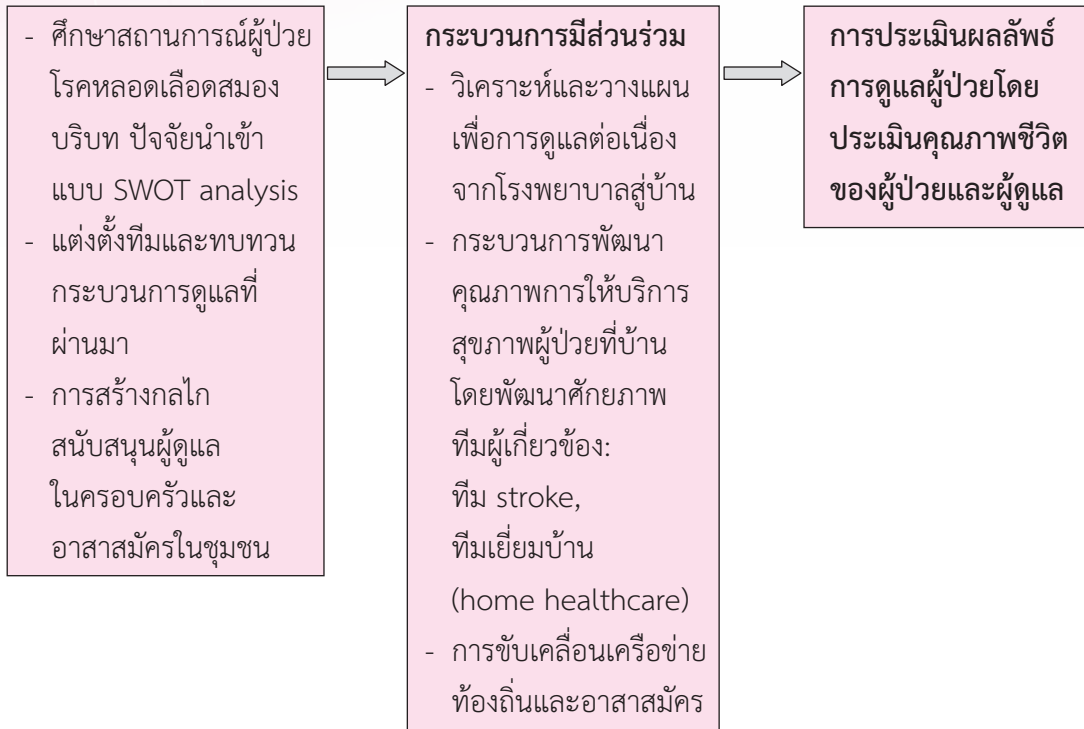 - ศึกษาสถานการณ์ผู้ป่วย
โรคหลอดเลือดสมอง
บริบท ปัจจัยนำเข้า
แบบ SWOT analysis
- แต่งตั้งทีมและทบทวน
กระบวนการดูแลที่
ผ่านมา
- การสร้างกลไก
สนับสนุนผู้ดูแล
ในครอบครัวและ
อาสาสมัครในชุมชน
กระบวนการมีส่วนร่วม
- วิเคราะห์และวางแผน
เพื่อการดูแลต่อเนื่อง
จากโรงพยาบาลสู่บ้าน
- กระบวนการพัฒนา
คุณภาพการให้บริการ
สุขภาพผู้ป่วยที่บ้าน
โดยพัฒนาศักยภาพ
ทีมผู้เกี่ยวข้อง:
ทีม stroke,
ทีมเยี่ยมบ้าน
(home healthcare)
- การขับเคลื่อนเครือข่าย
ท้องถิ่นและอาสาสมัคร
การประเมินผลลัพธ์
การดูแลผู้ป่วยโดย
ประเมินคุณภาพชีวิต
ของผู้ป่วยและผู้ดูแล